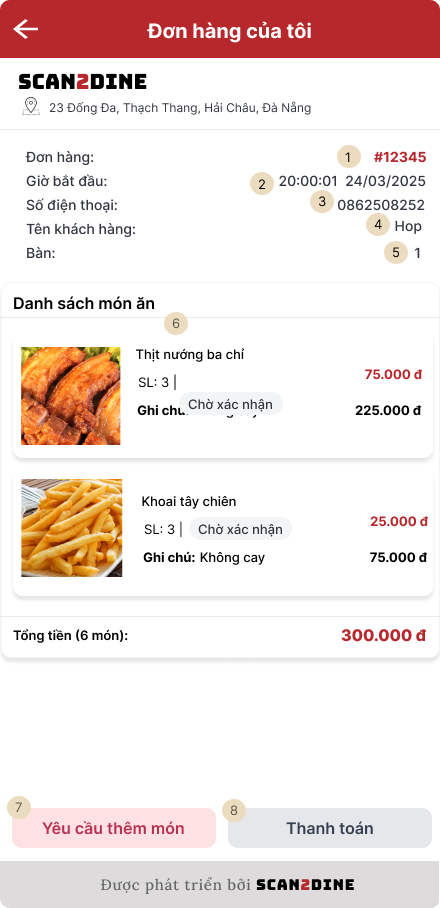 Đơn hàng của tôi
SCAN2DINE
23 Đống Đa, Thạch Thang, Hải Châu, Đà Nẵng
Đơn hàng: 1 #12345
Giờ bắt đầu: 2 20:00:01 24/03/2025
Số điện thoại: 3 0862508252
Tên khách hàng: 4 Hop
Bàn: 5 1
Danh sách món ăn
6
Thịt nướng ba chỉ
75.000 đ
SL: 3 |
Chờ xác nhận
Ghi chú: 225.000 đ
Khoai tây chiên
25.000 đ
SL: 3 | Chờ xác nhận
Ghi chú: Không cay 75.000 đ
Tổng tiền (6 món): 300.000 đ
7 8
Yêu cầu thêm món Thanh toán
Được phát triển bởi SCAN2DINE